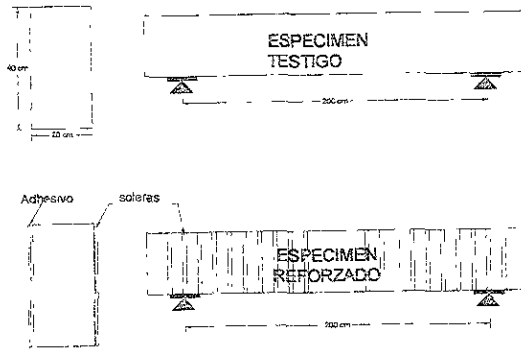 ESPECIMEN
TESTIGO
40 cm
200 cm
20 cm
Adhesivo
soleras
ESPECIMEN
REFORZADO
200 cm